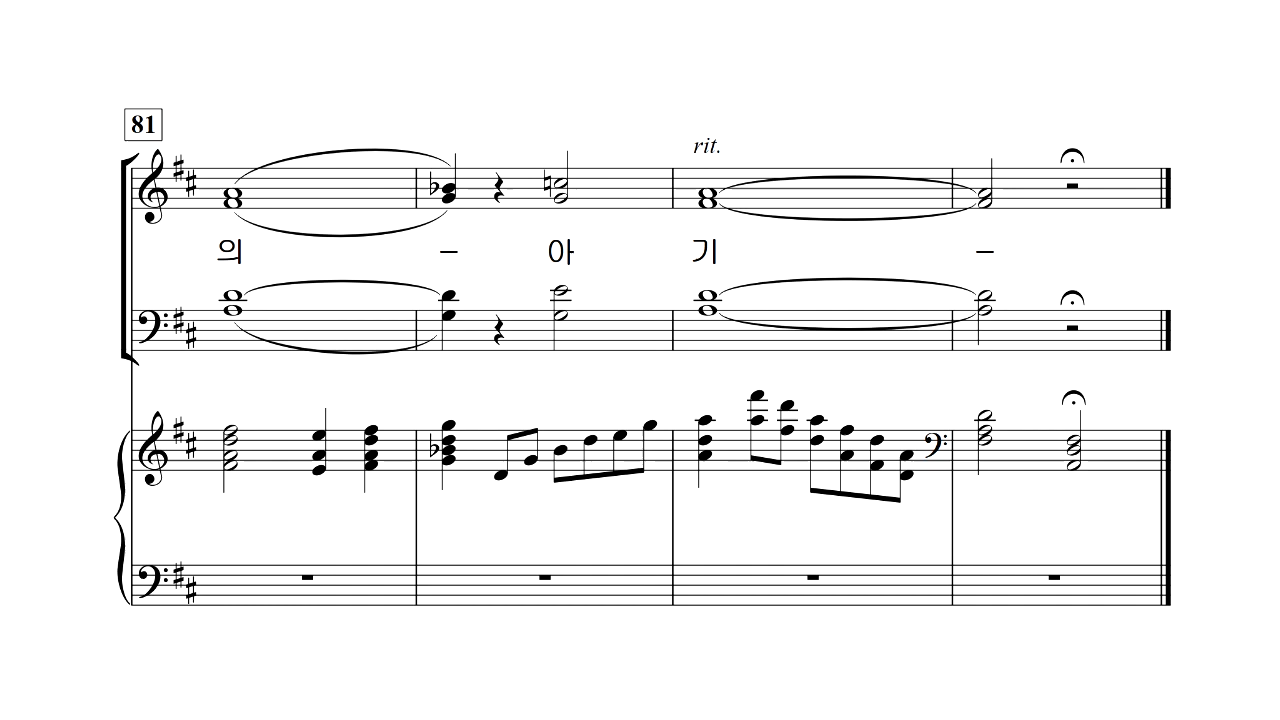 81
rit.
의 – 아 기 –